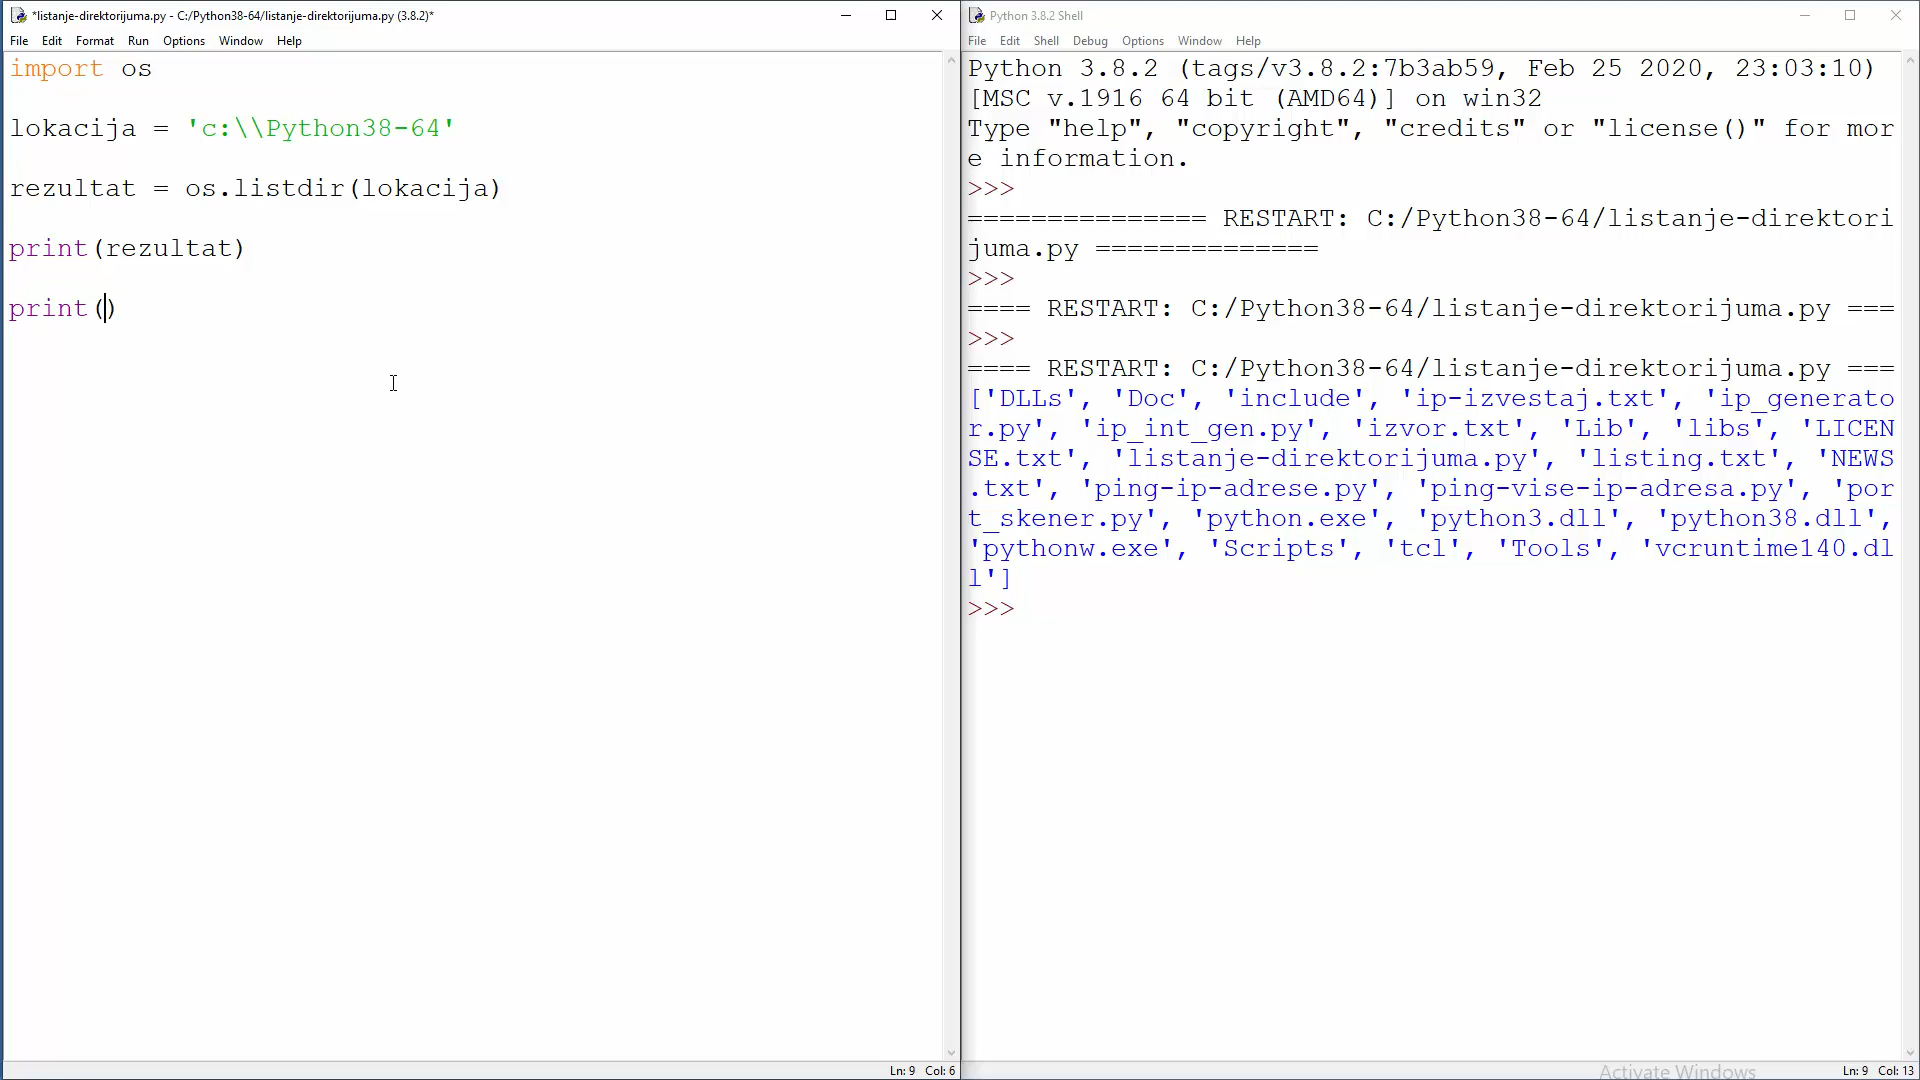 *listanje-direktorijuma.py - C:/Python38-64/listanje-direktorijuma.py (3.8.2)*
File Edit Format Run Options Window Help
import os
lokacija = 'c:\\Python38-64'
rezultat = os.listdir(lokacija)
print(rezultat)
print()
Ln: 9 Col: 6
Python 3.8.2 Shell
File Edit Shell Debug Options Window Help
Python 3.8.2 (tags/v3.8.2:7b3ab59, Feb 25 2020, 23:03:10)
[MSC v.1916 64 bit (AMD64)] on win32
Type "help", "copyright", "credits" or "license()" for mor
e information.
>>>
=============== RESTART: C:/Python38-64/listanje-direktori
juma.py ==============
>>>
==== RESTART: C:/Python38-64/listanje-direktorijuma.py ===
>>>
==== RESTART: C:/Python38-64/listanje-direktorijuma.py ===
['DLLs', 'Doc', 'include', 'ip-izvestaj.txt', 'ip_generato
r.py', 'ip_int_gen.py', 'izvor.txt', 'Lib', 'libs', 'LICEN
SE.txt', 'listanje-direktorijuma.py', 'listing.txt', 'NEWS
.txt', 'ping-ip-adrese.py', 'ping-vise-ip-adresa.py', 'por
t_skener.py', 'python.exe', 'python3.dll', 'python38.dll',
'pythonw.exe', 'Scripts', 'tcl', 'Tools', 'vcruntime140.dl
l']
>>>
Activate Windows
Ln: 9 Col: 13